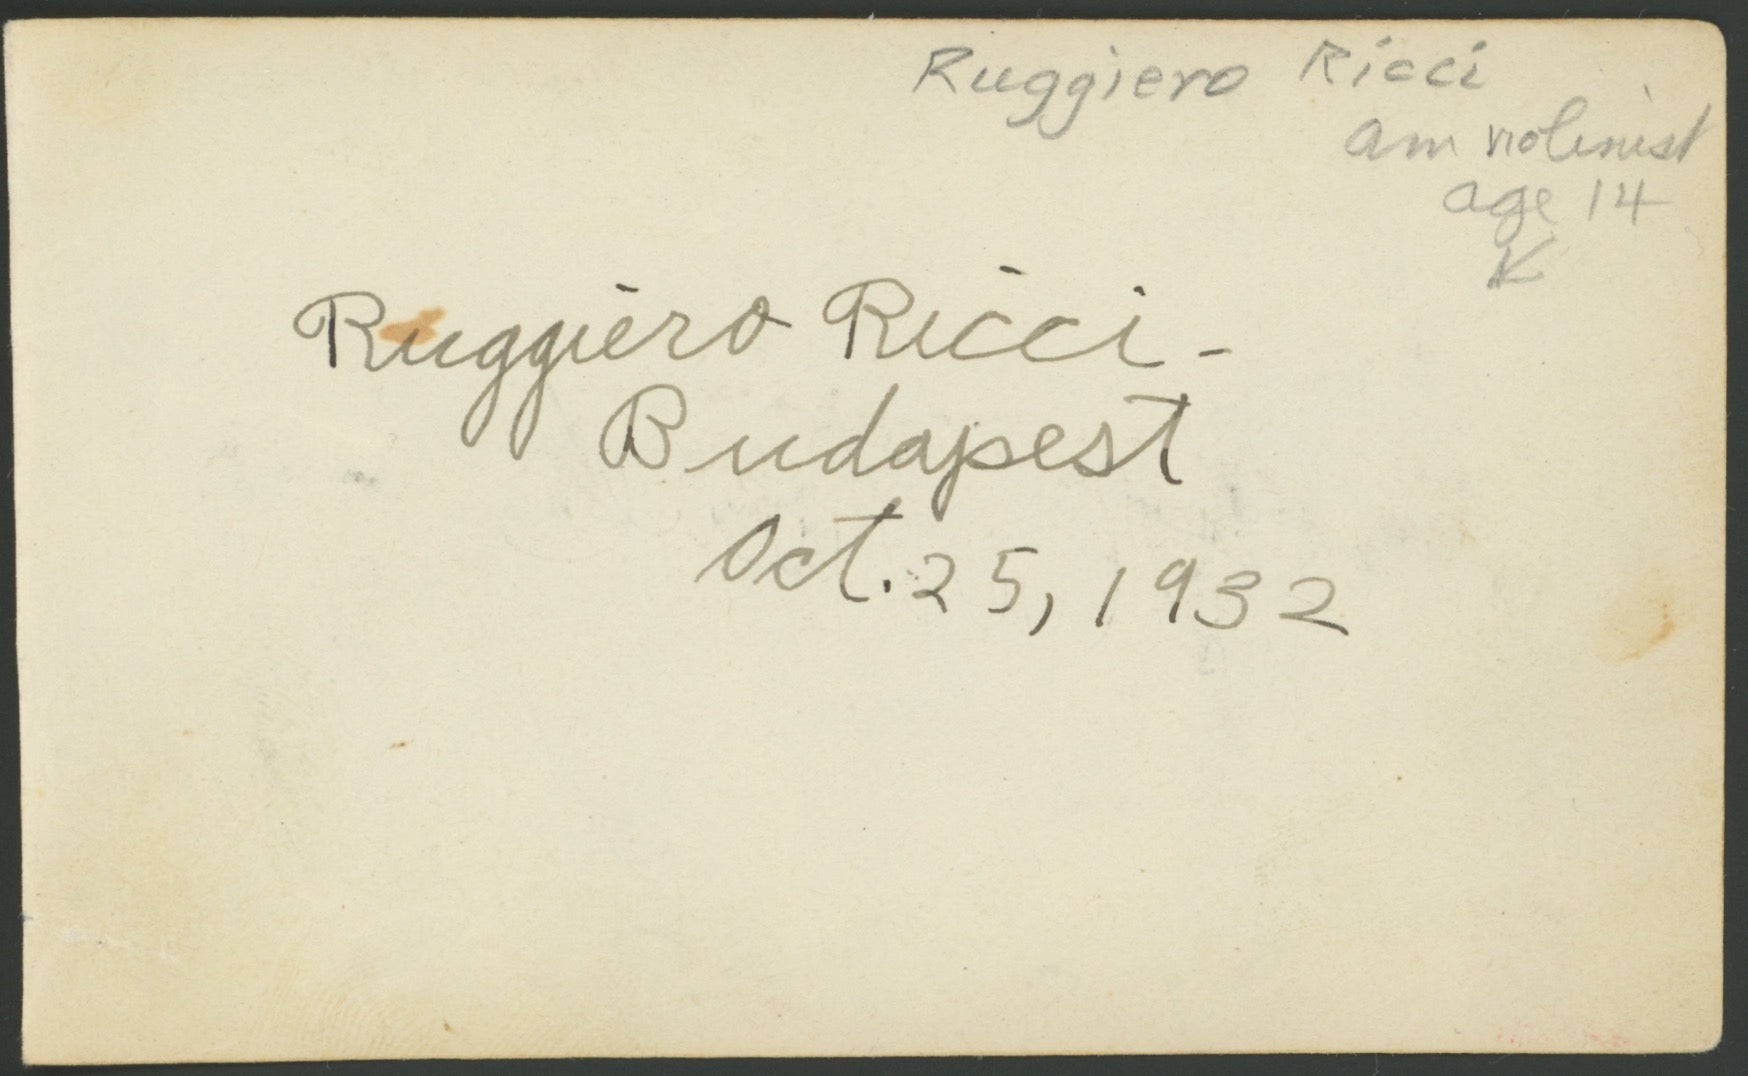 Ruggiero Ricci
am violinist
age 14
K
Ruggiero Ricci -
Budapest
Oct. 25, 1932